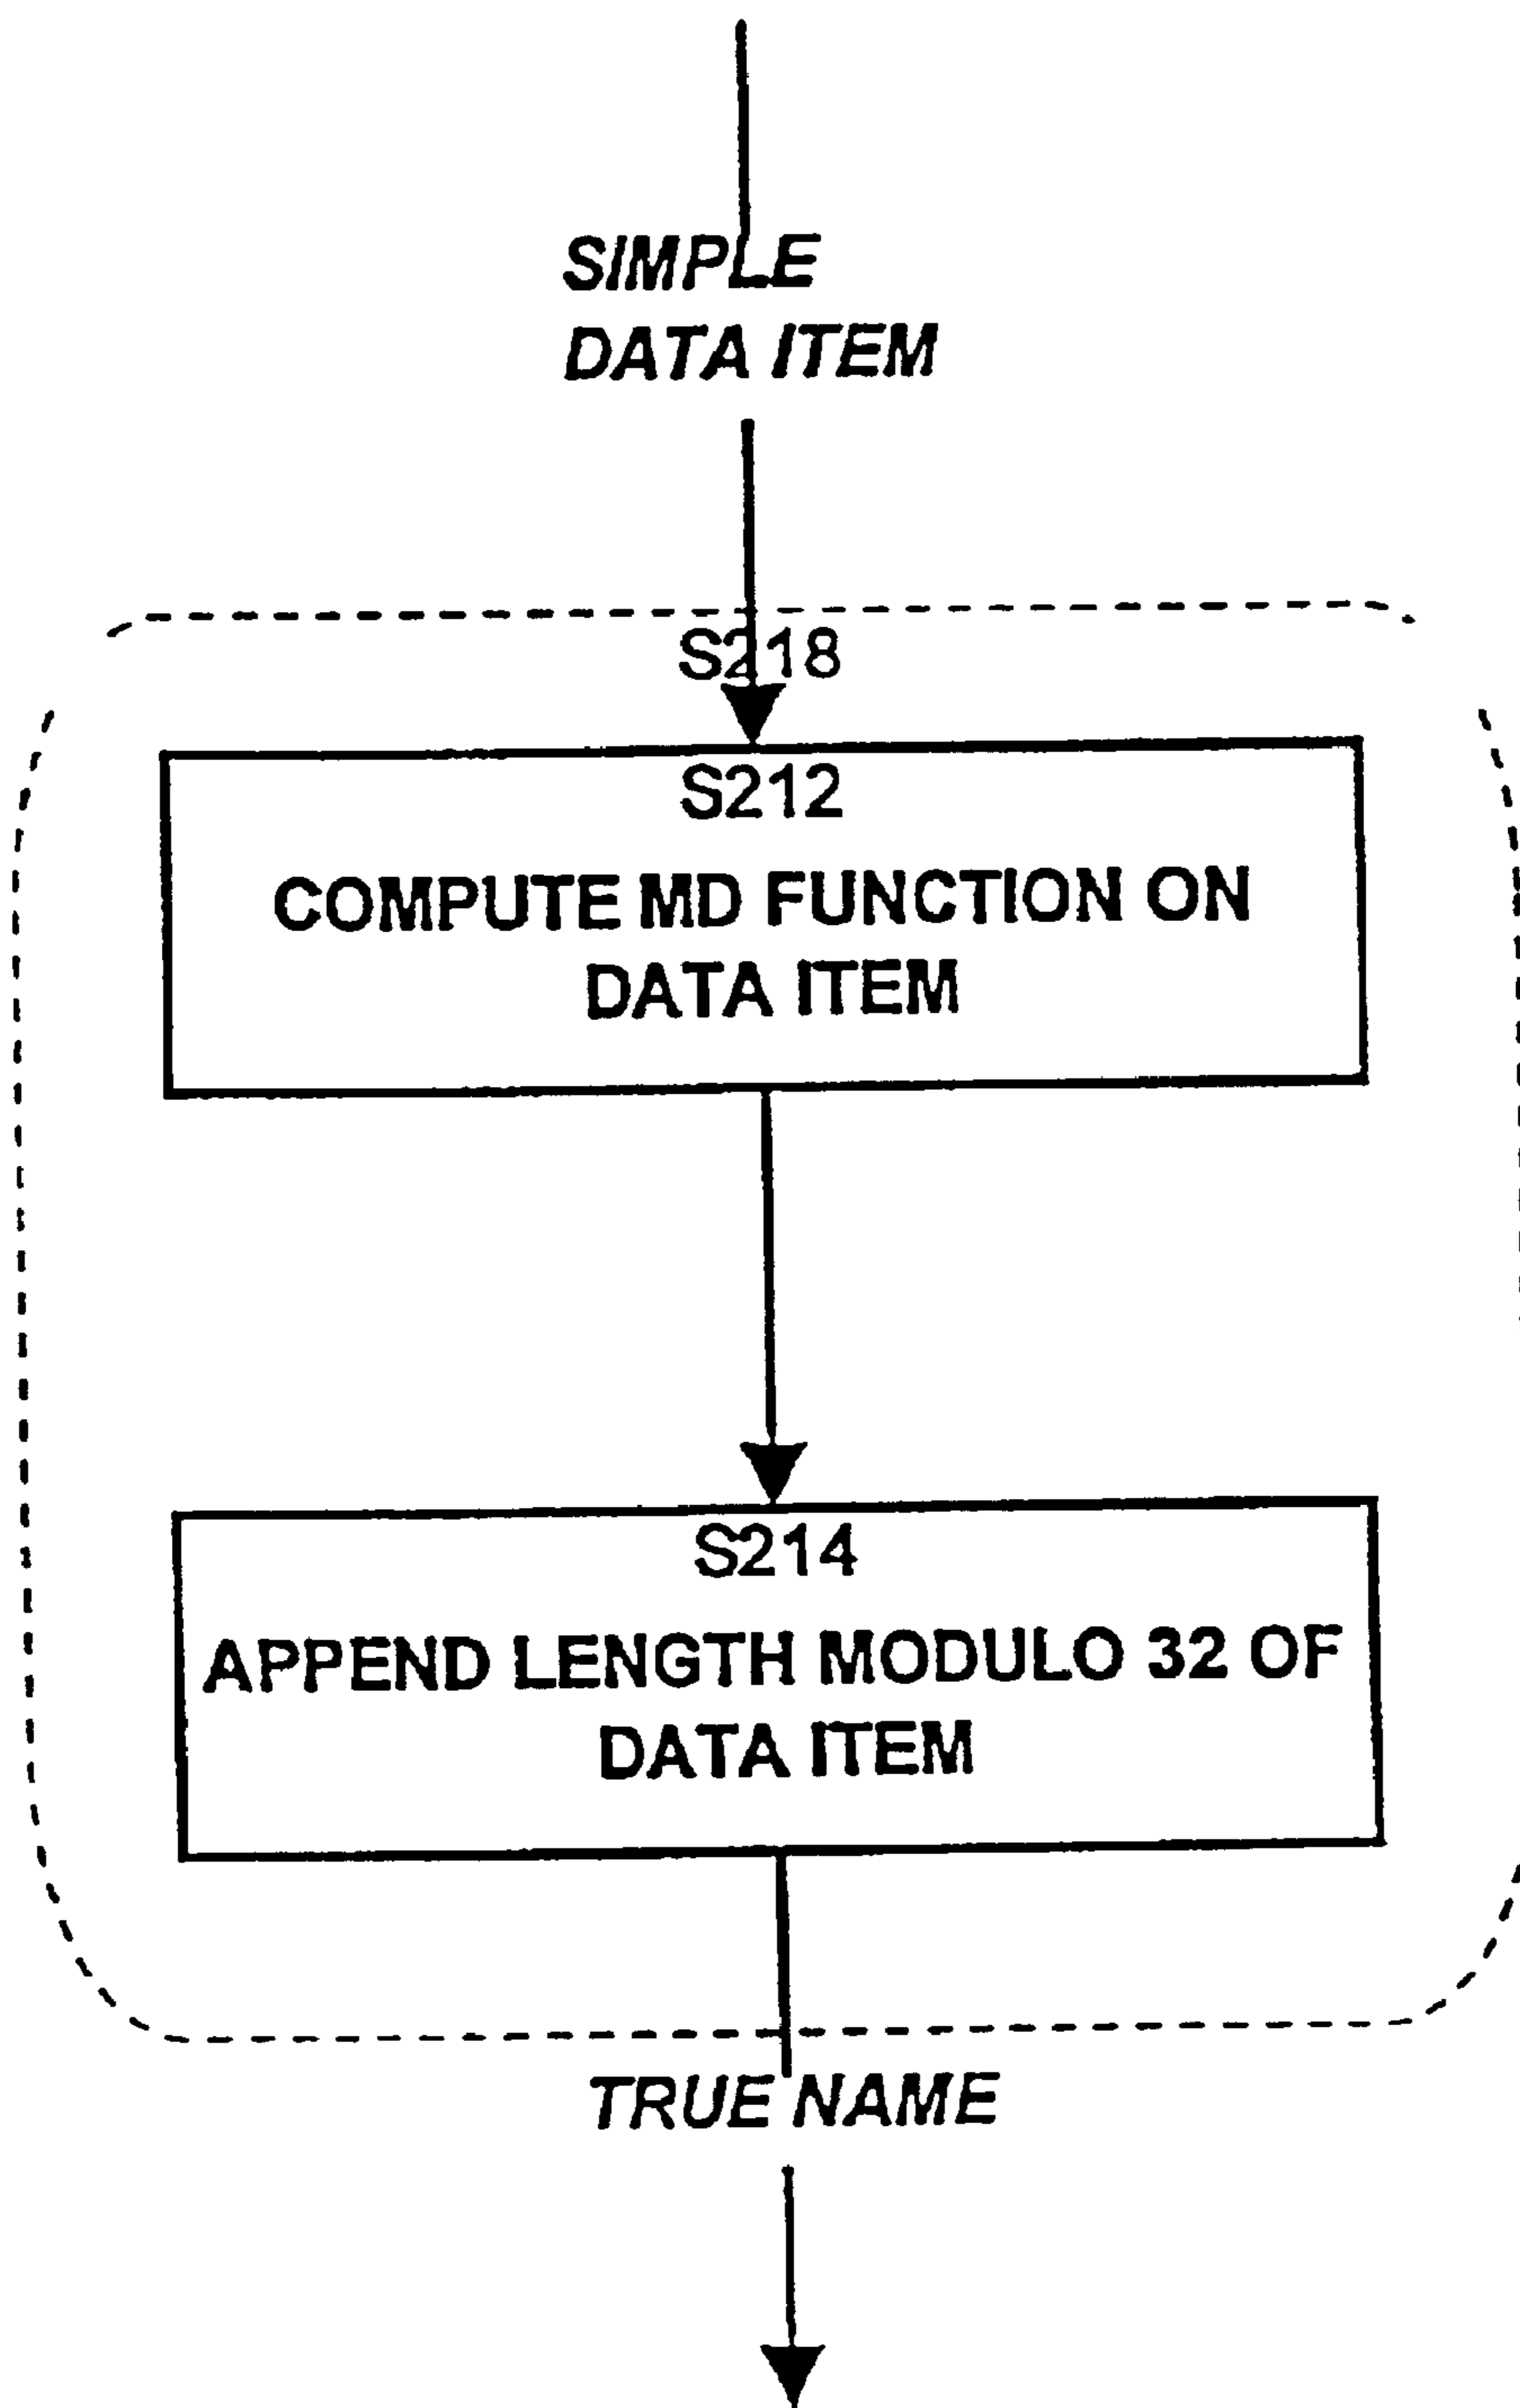 SIMPLE
DATA ITEM
S218
S212
COMPUTE MD FUNCTION ON
DATA ITEM
S214
APPEND LENGTH MODULO 32 OF
DATA ITEM
TRUE NAME